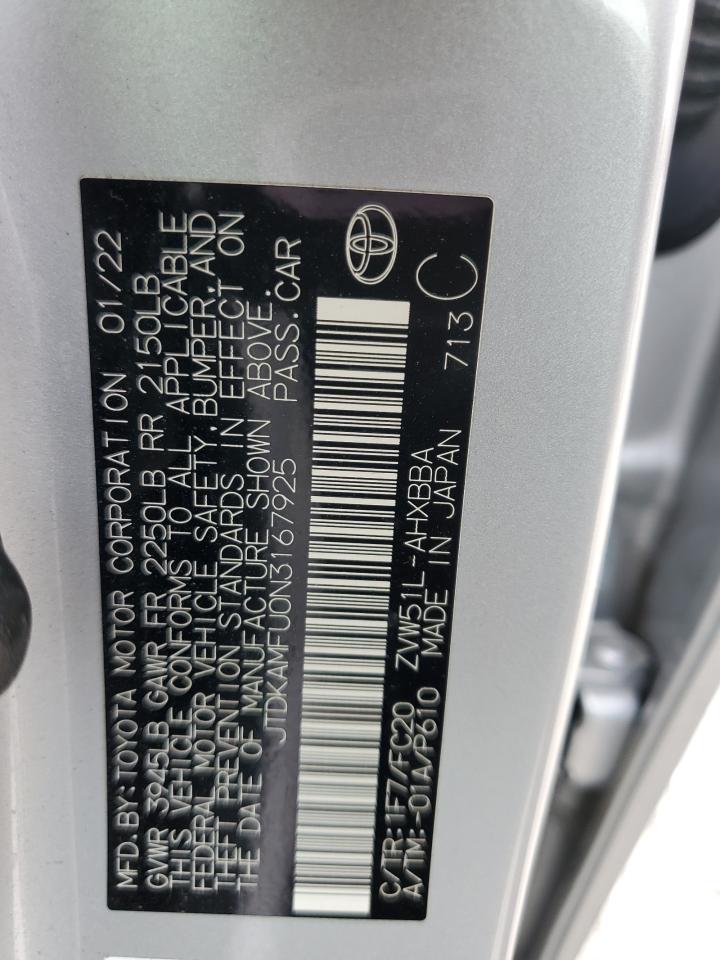 MFD. BY: TOYOTA MOTOR CORPORATION 01/22
GVWR 3945LB GAWR FR 2250LB RR 2150LB
THIS VEHICLE CONFORMS TO ALL APPLICABLE
FEDERAL MOTOR VEHICLE SAFETY, BUMPER, AND
THEFT PREVENTION STANDARDS IN EFFECT ON
THE DATE OF MANUFACTURE SHOWN ABOVE.
JTDKAMFU0N3167925 PASS.CAR
C/TR:1F7/FC20 ZVW51L-AHXBBA
A/TM:-01A/P610 MADE IN JAPAN 713 C